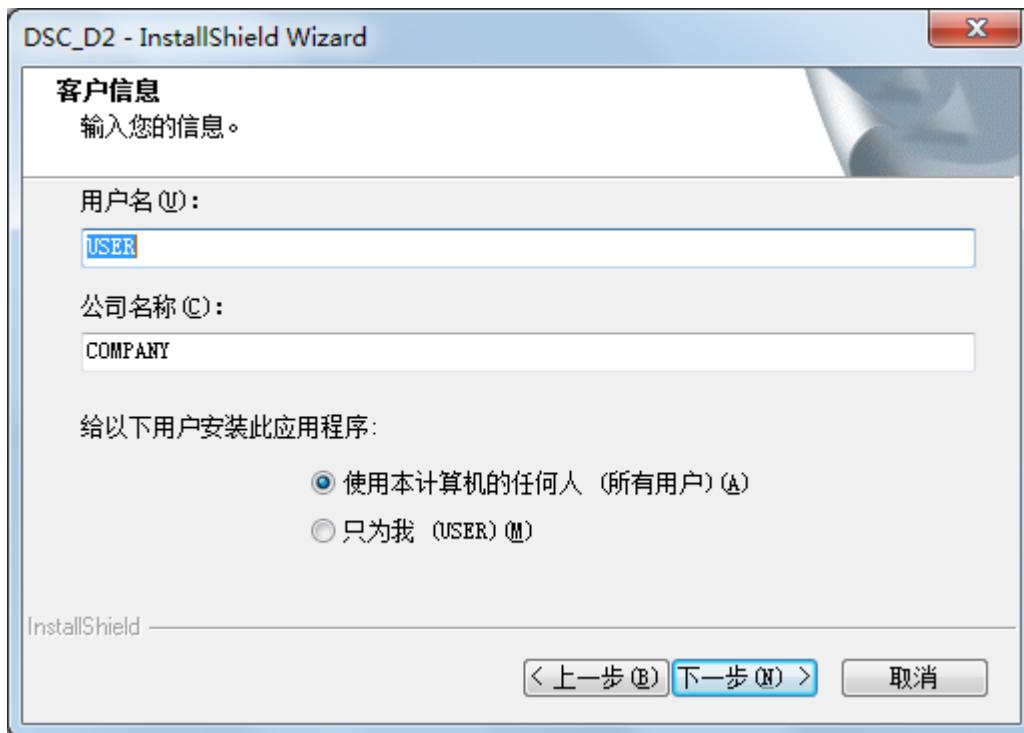 DSC_D2 - InstallShield Wizard
客户信息
输入您的信息。
用户名(U):
USER
公司名称(C):
COMPANY
给以下用户安装此应用程序:
使用本计算机的任何人 (所有用户)(A)
只为我 (USER)(M)
InstallShield
< 上一步(B) 下一步(N) > 取消